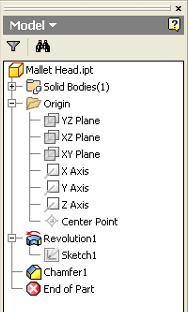 Model
Mallet Head.ipt
Solid Bodies(1)
Origin
YZ Plane
XZ Plane
XY Plane
X Axis
Y Axis
Z Axis
Center Point
Revolution1
Sketch1
Chamfer1
End of Part